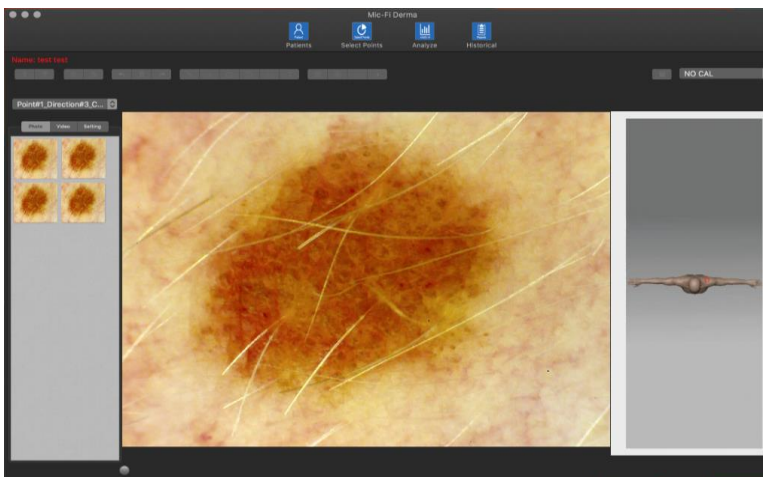 Mic-Fi Derma
Patients
Select Points
Analyze
Historical
Name: test test
NO CAL
Point#1_Direction#3_C...
Photo
Video
Setting